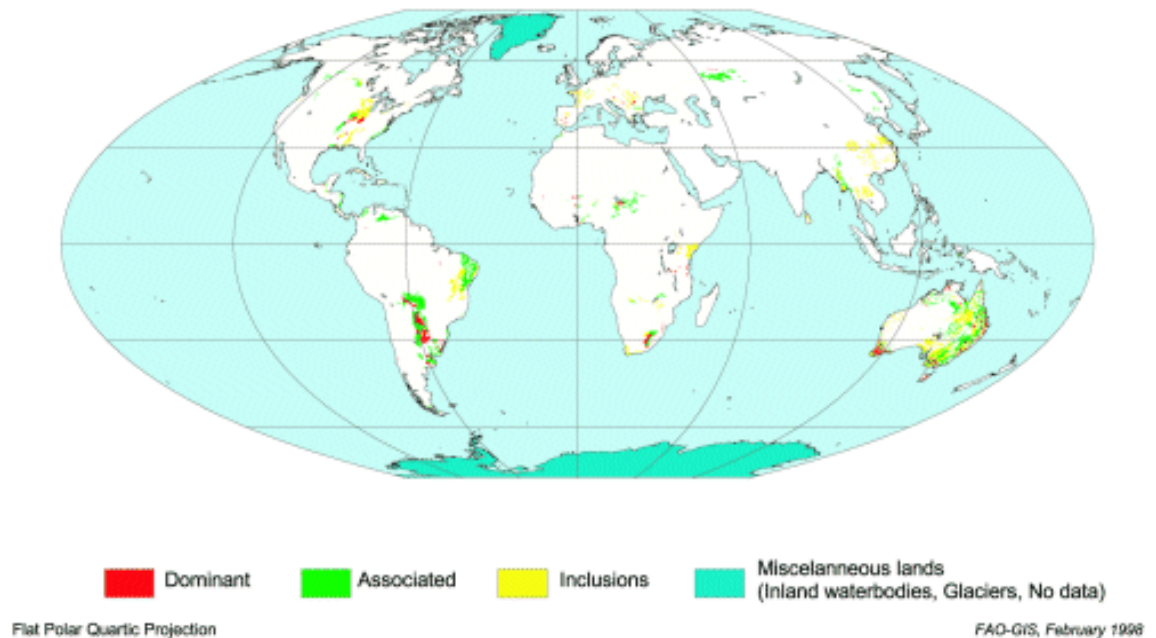 Dominant
Associated
Inclusions
Miscelanneous lands
(Inland waterbodies, Glaciers, No data)
Flat Polar Quartic Projection
FAO-GIS, February 1998